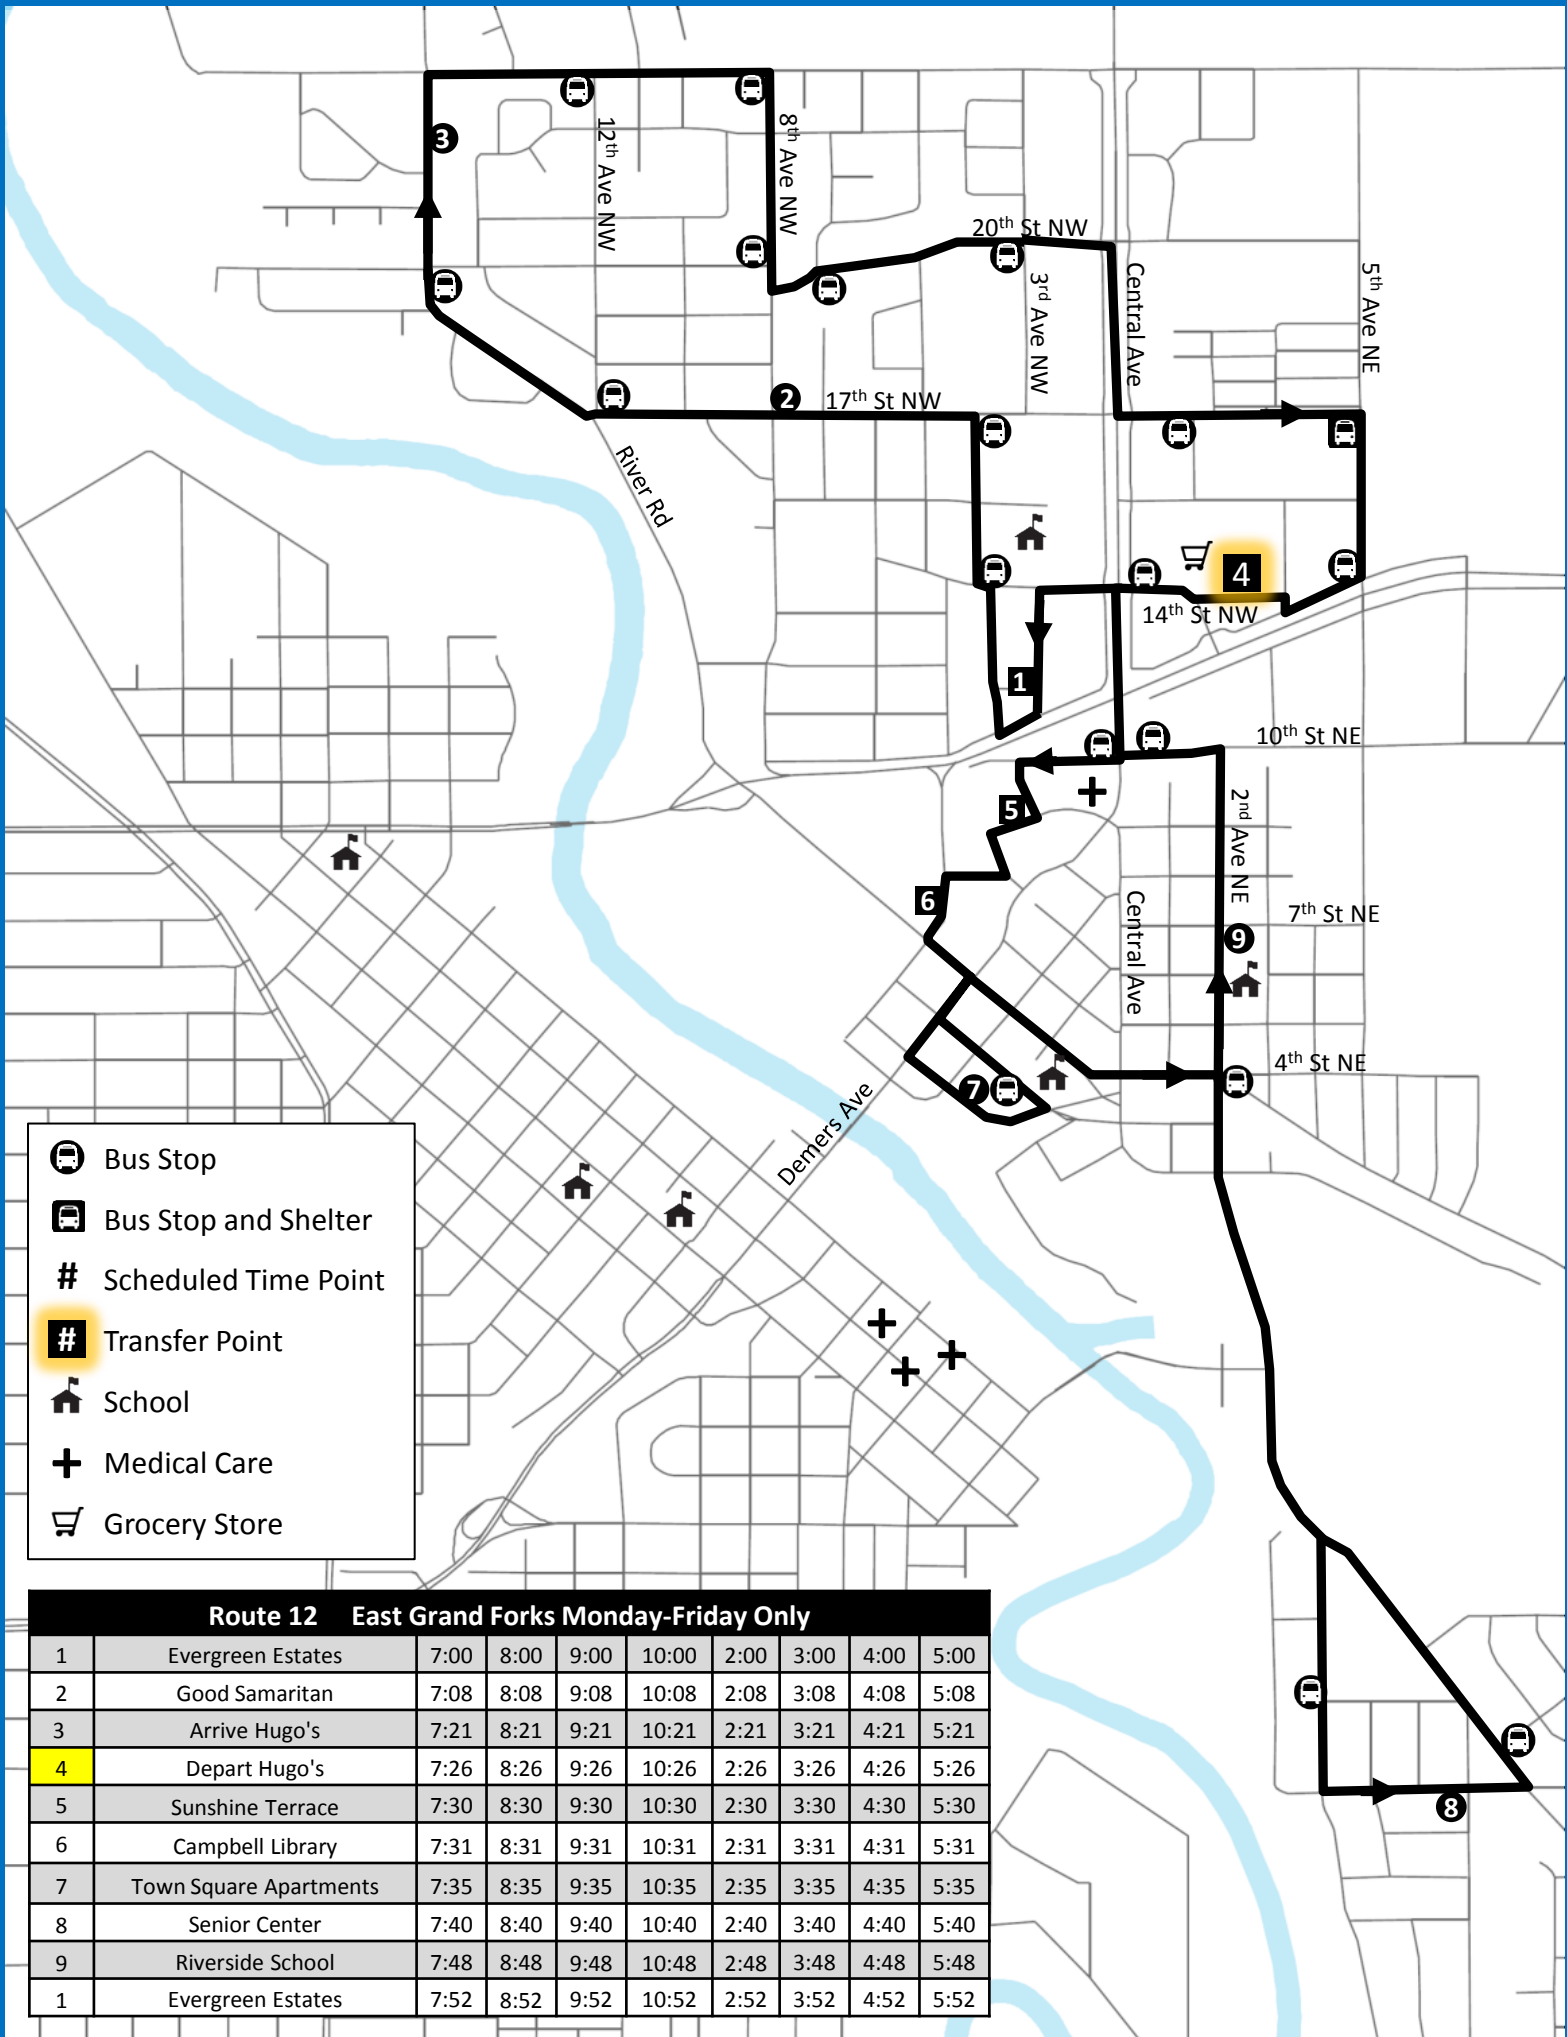 3
12th Ave NW
8th Ave NW
20th St NW
3rd Ave NW
Central Ave
5th Ave NE
2
17th St NW
River Rd
4
14th St NW
1
10th St NE
5
2nd Ave NE
6
Central Ave
7th St NE
9
4th St NE
7
Demers Ave
8
Bus Stop
Bus Stop and Shelter
# Scheduled Time Point
# Transfer Point
School
Medical Care
Grocery Store
Route 12 East Grand Forks Monday-Friday Only
1 Evergreen Estates 7:00 8:00 9:00 10:00 2:00 3:00 4:00 5:00
2 Good Samaritan 7:08 8:08 9:08 10:08 2:08 3:08 4:08 5:08
3 Arrive Hugo's 7:21 8:21 9:21 10:21 2:21 3:21 4:21 5:21
4 Depart Hugo's 7:26 8:26 9:26 10:26 2:26 3:26 4:26 5:26
5 Sunshine Terrace 7:30 8:30 9:30 10:30 2:30 3:30 4:30 5:30
6 Campbell Library 7:31 8:31 9:31 10:31 2:31 3:31 4:31 5:31
7 Town Square Apartments 7:35 8:35 9:35 10:35 2:35 3:35 4:35 5:35
8 Senior Center 7:40 8:40 9:40 10:40 2:40 3:40 4:40 5:40
9 Riverside School 7:48 8:48 9:48 10:48 2:48 3:48 4:48 5:48
1 Evergreen Estates 7:52 8:52 9:52 10:52 2:52 3:52 4:52 5:52